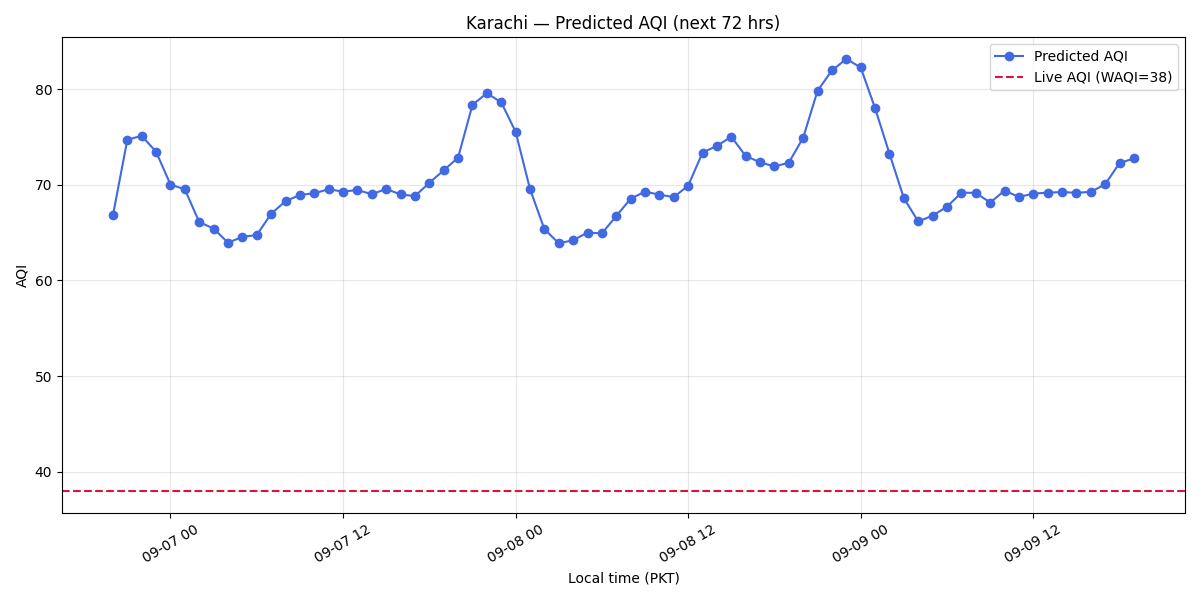 Karachi — Predicted AQI (next 72 hrs)
Predicted AQI
Live AQI (WAQI=38)
AQI
80
70
60
50
40
09-07 00
09-07 12
09-08 00
09-08 12
09-09 00
09-09 12
Local time (PKT)